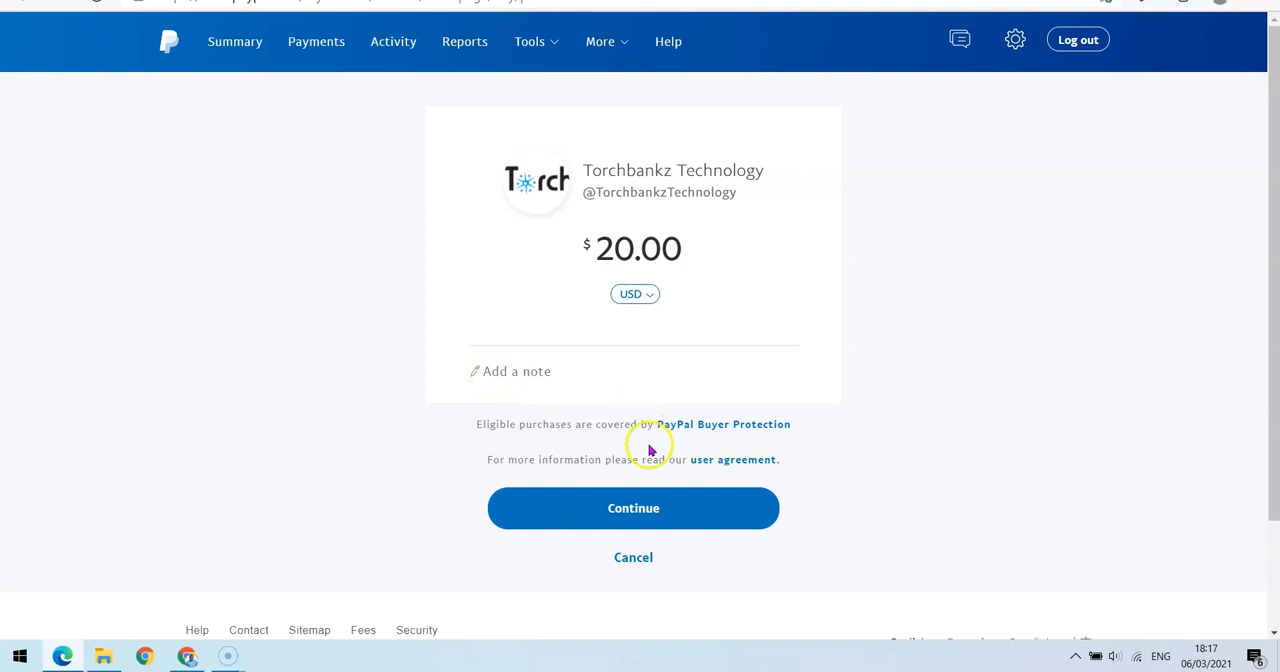 Summary Payments Activity Reports Tools More Help Log out
Torch
Torchbankz Technology
@TorchbankzTechnology
$ 20.00
USD
Add a note
Eligible purchases are covered by PayPal Buyer Protection
For more information please read our user agreement.
Continue
Cancel
Help Contact Sitemap Fees Security
ENG
18:17
06/03/2021
6